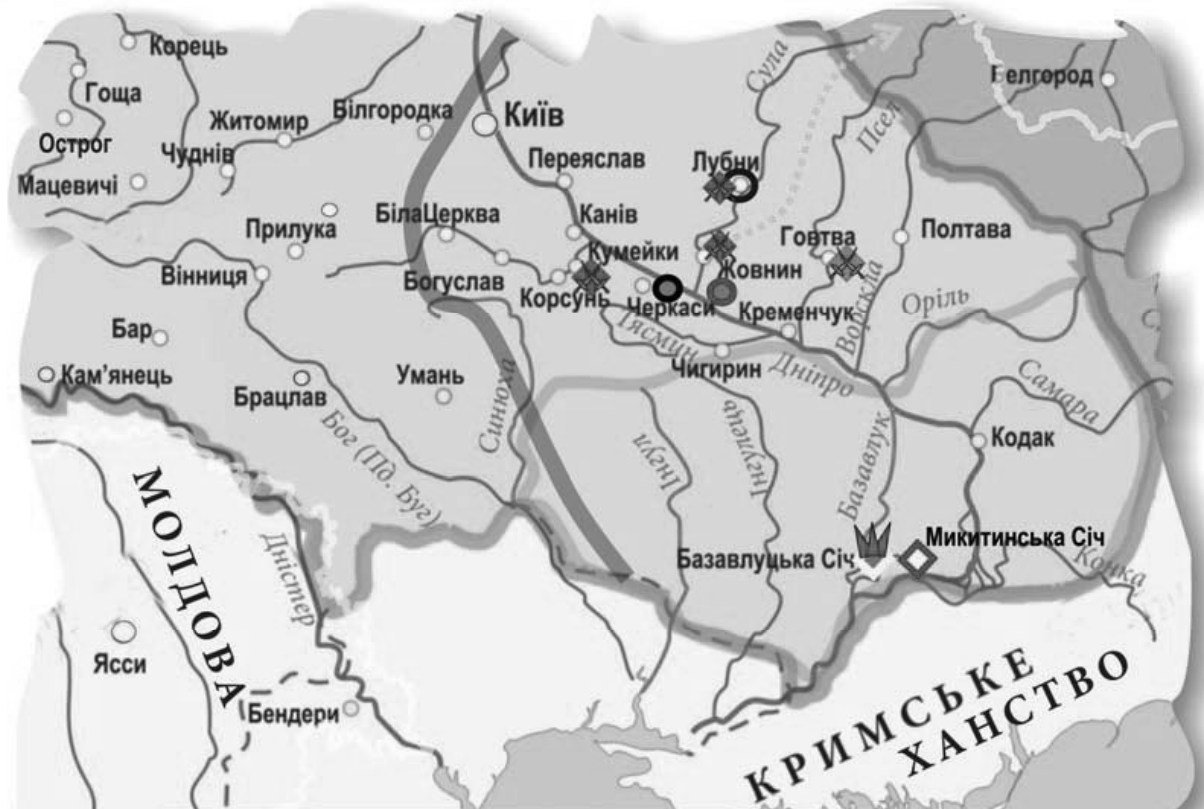 Корець
Гоща
Острог
Мацевичі
Чуднів
Житомир
Білгородка
Київ
Переяслав
Сула
Псел
Белгород
Лубни
Прилука
БілаЦерква
Канів
Кумейки
Говтва
Полтава
Вінниця
Богуслав
Корсунь
Черкаси
Жовнин
Кременчук
Ворскла
Оріль
Бар
Кам'янець
Брацлав
Умань
Синюха
Тясмин
Чигирин
Дніпро
Самара
Бог (Пд. Буг)
Інгул
Інгулець
Базавлук
Кодак
МОЛДОВА
Дністер
Базавлуцька Січ
Микитинська Січ
Конка
Ясси
Бендери
КРИМСЬКЕ
ХАНСТВО